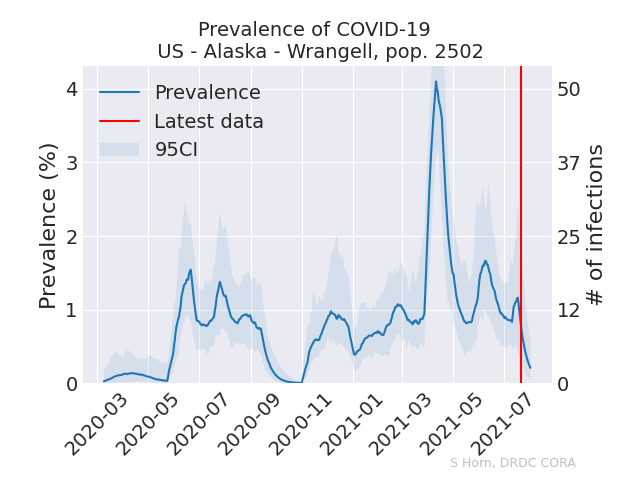 Prevalence of COVID-19
US - Alaska - Wrangell, pop. 2502
Prevalence
Latest data
95CI
Prevalence (%)
4
3
2
1
0
# of infections
50
37
25
12
0
2020-03
2020-05
2020-07
2020-09
2020-11
2021-01
2021-03
2021-05
2021-07
S Horn, DRDC CORA